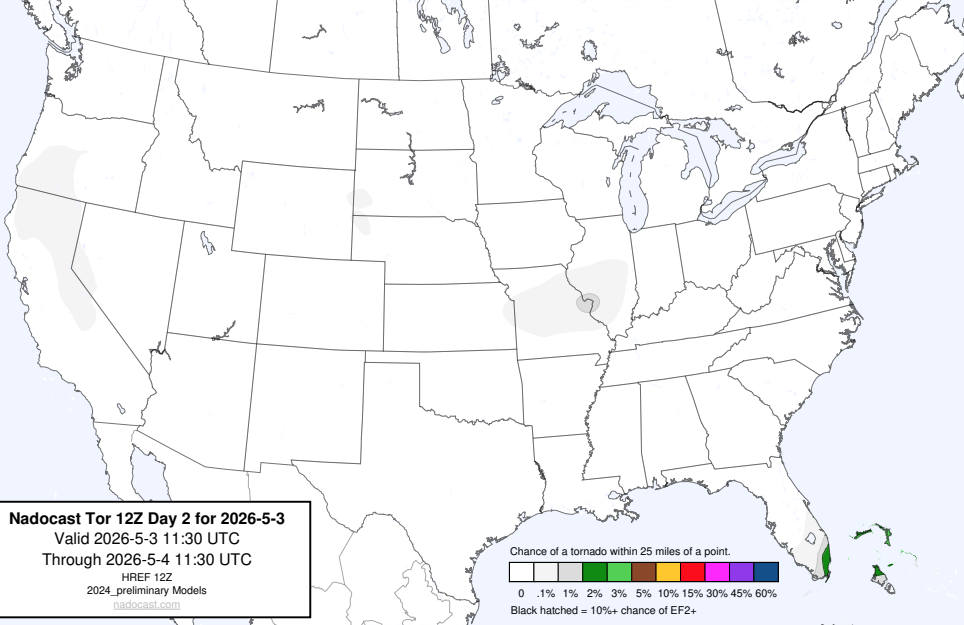 Nadocast Tor 12Z Day 2 for 2026-5-3
Valid 2026-5-3 11:30 UTC
Through 2026-5-4 11:30 UTC
HREF 12Z
2024_preliminary Models
nadocast.com
Chance of a tornado within 25 miles of a point.
0 .1% 1% 2% 3% 5% 10% 15% 30% 45% 60%
Black hatched = 10%+ chance of EF2+